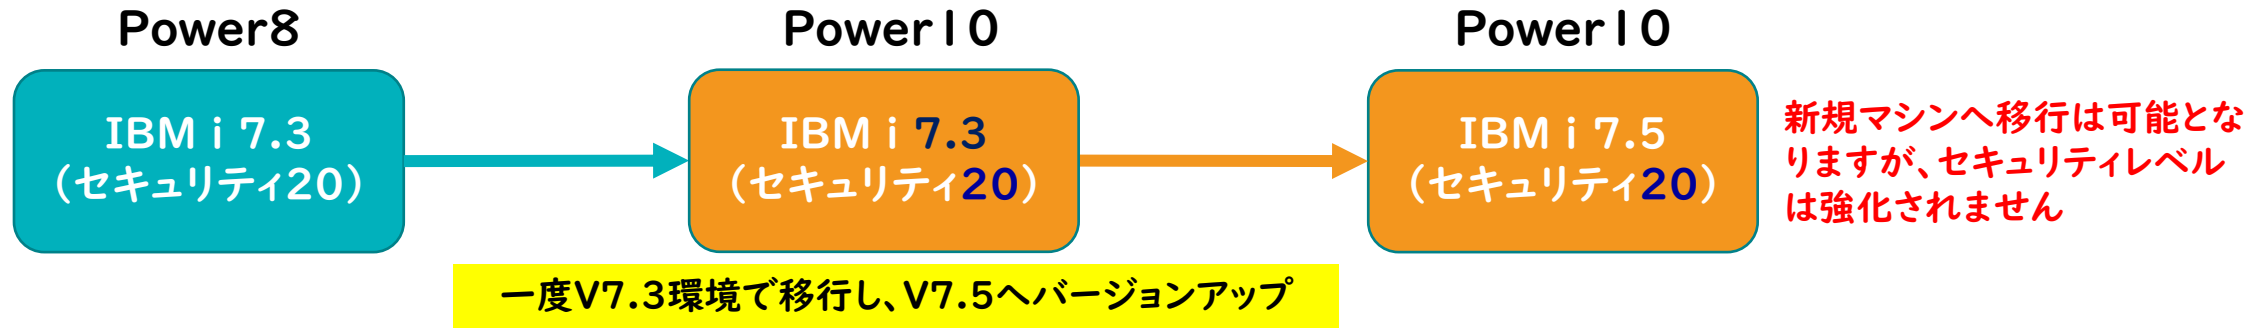 Power8
Power10
Power10
IBM i 7.3
(セキュリティ20)
IBM i 7.3
(セキュリティ20)
IBM i 7.5
(セキュリティ20)
新規マシンへ移行は可能とな
りますが、セキュリティレベル
は強化されません
一度V7.3環境で移行し、V7.5へバージョンアップ